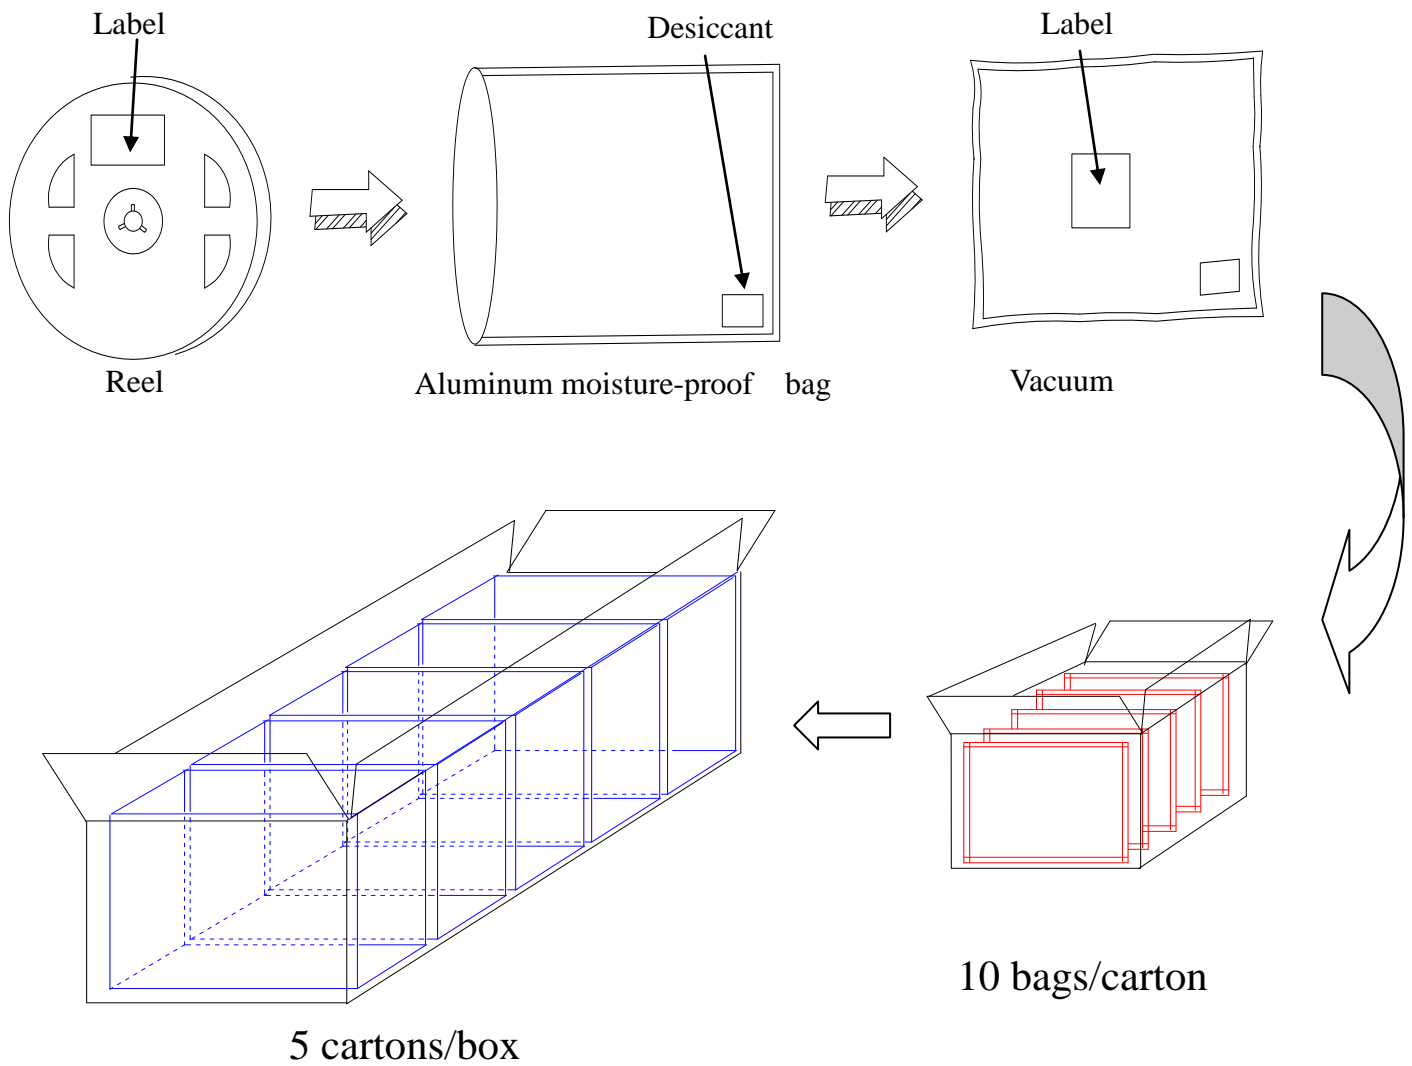 Label
Desiccant
Label
Reel
Aluminum moisture-proof bag
Vacuum
10 bags/carton
5 cartons/box